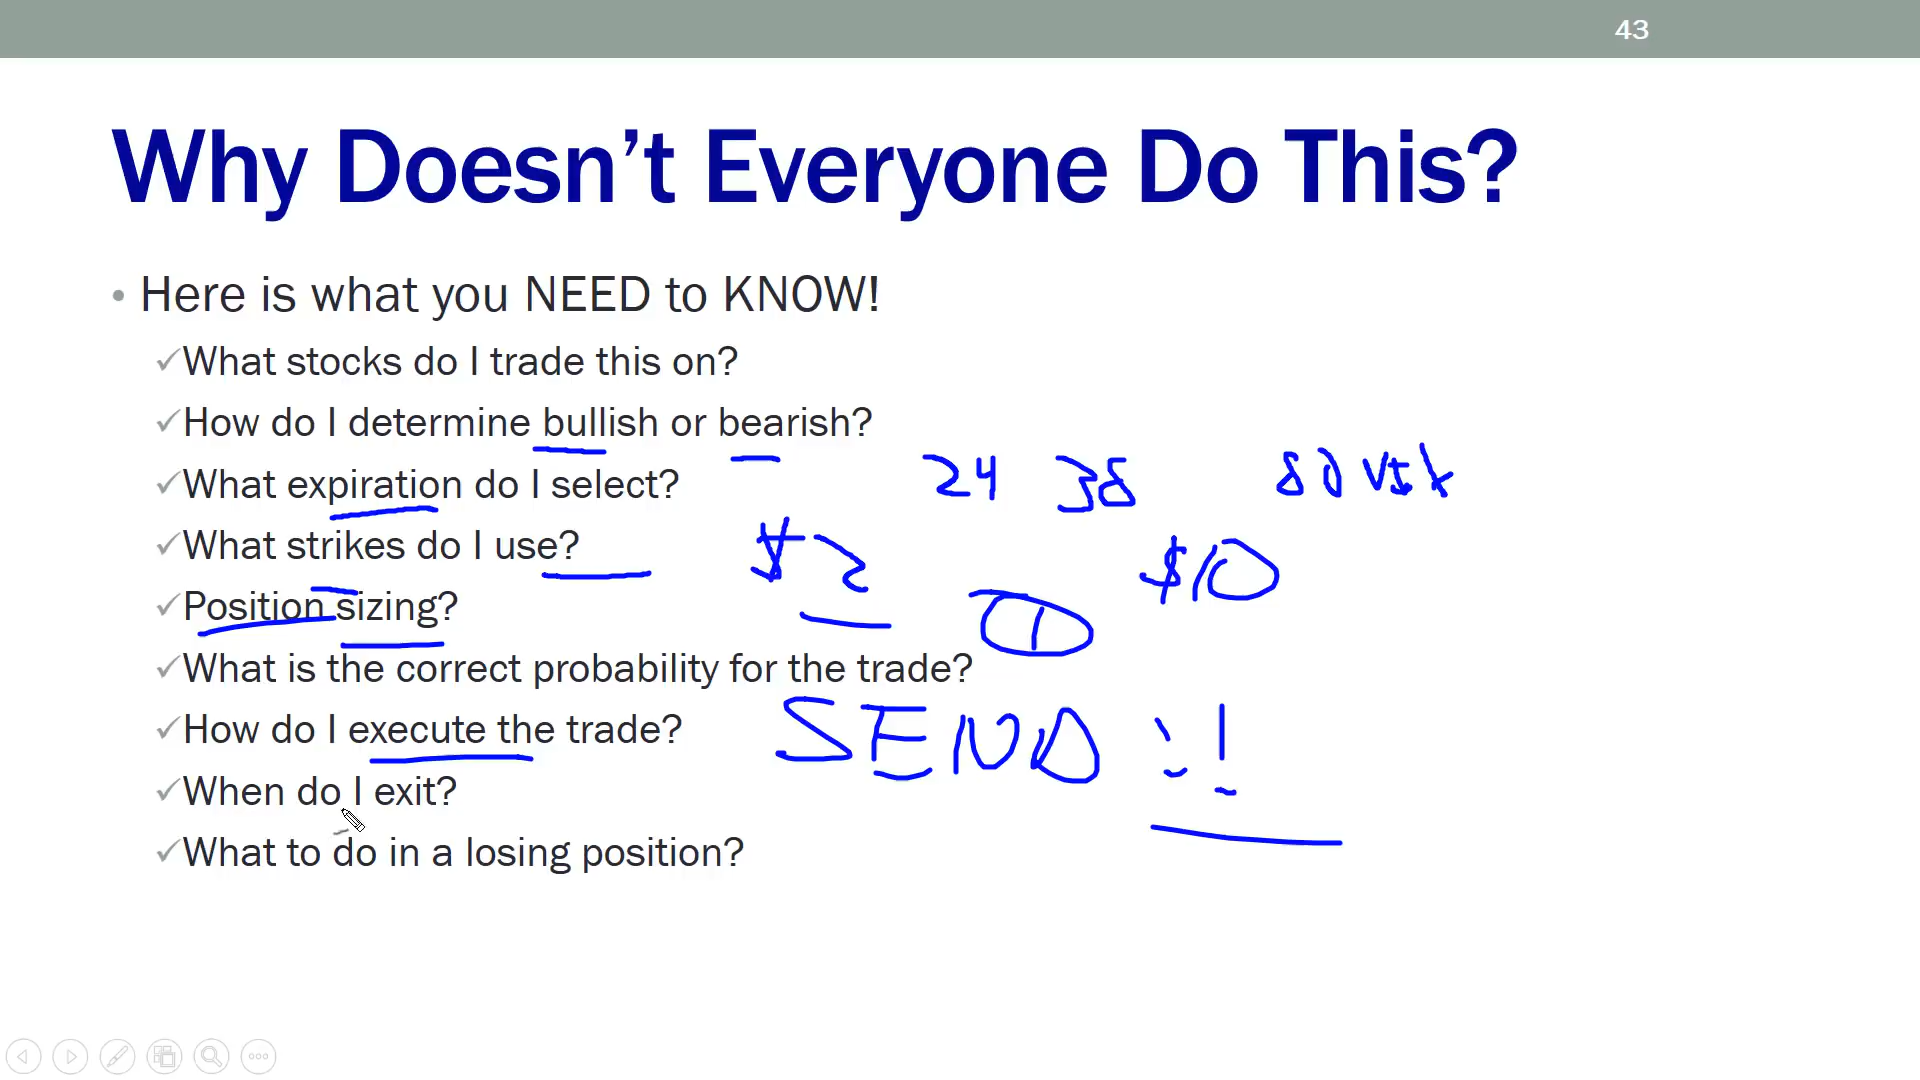 43
Why Doesn’t Everyone Do This?
• Here is what you NEED to KNOW!
✓What stocks do I trade this on?
✓How do I determine bullish or bearish?
✓What expiration do I select?
24 38
✓What strikes do I use?
$2
$10
✓Position sizing?
1
✓What is the correct probability for the trade?
✓How do I execute the trade?
SEND !!
✓When do I exit?
✓What to do in a losing position?